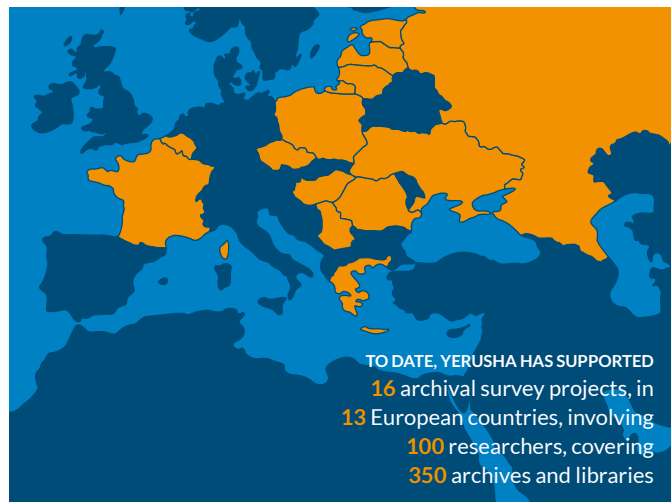 TO DATE, YERUSHA HAS SUPPORTED
16 archival survey projects, in
13 European countries, involving
100 researchers, covering
350 archives and libraries